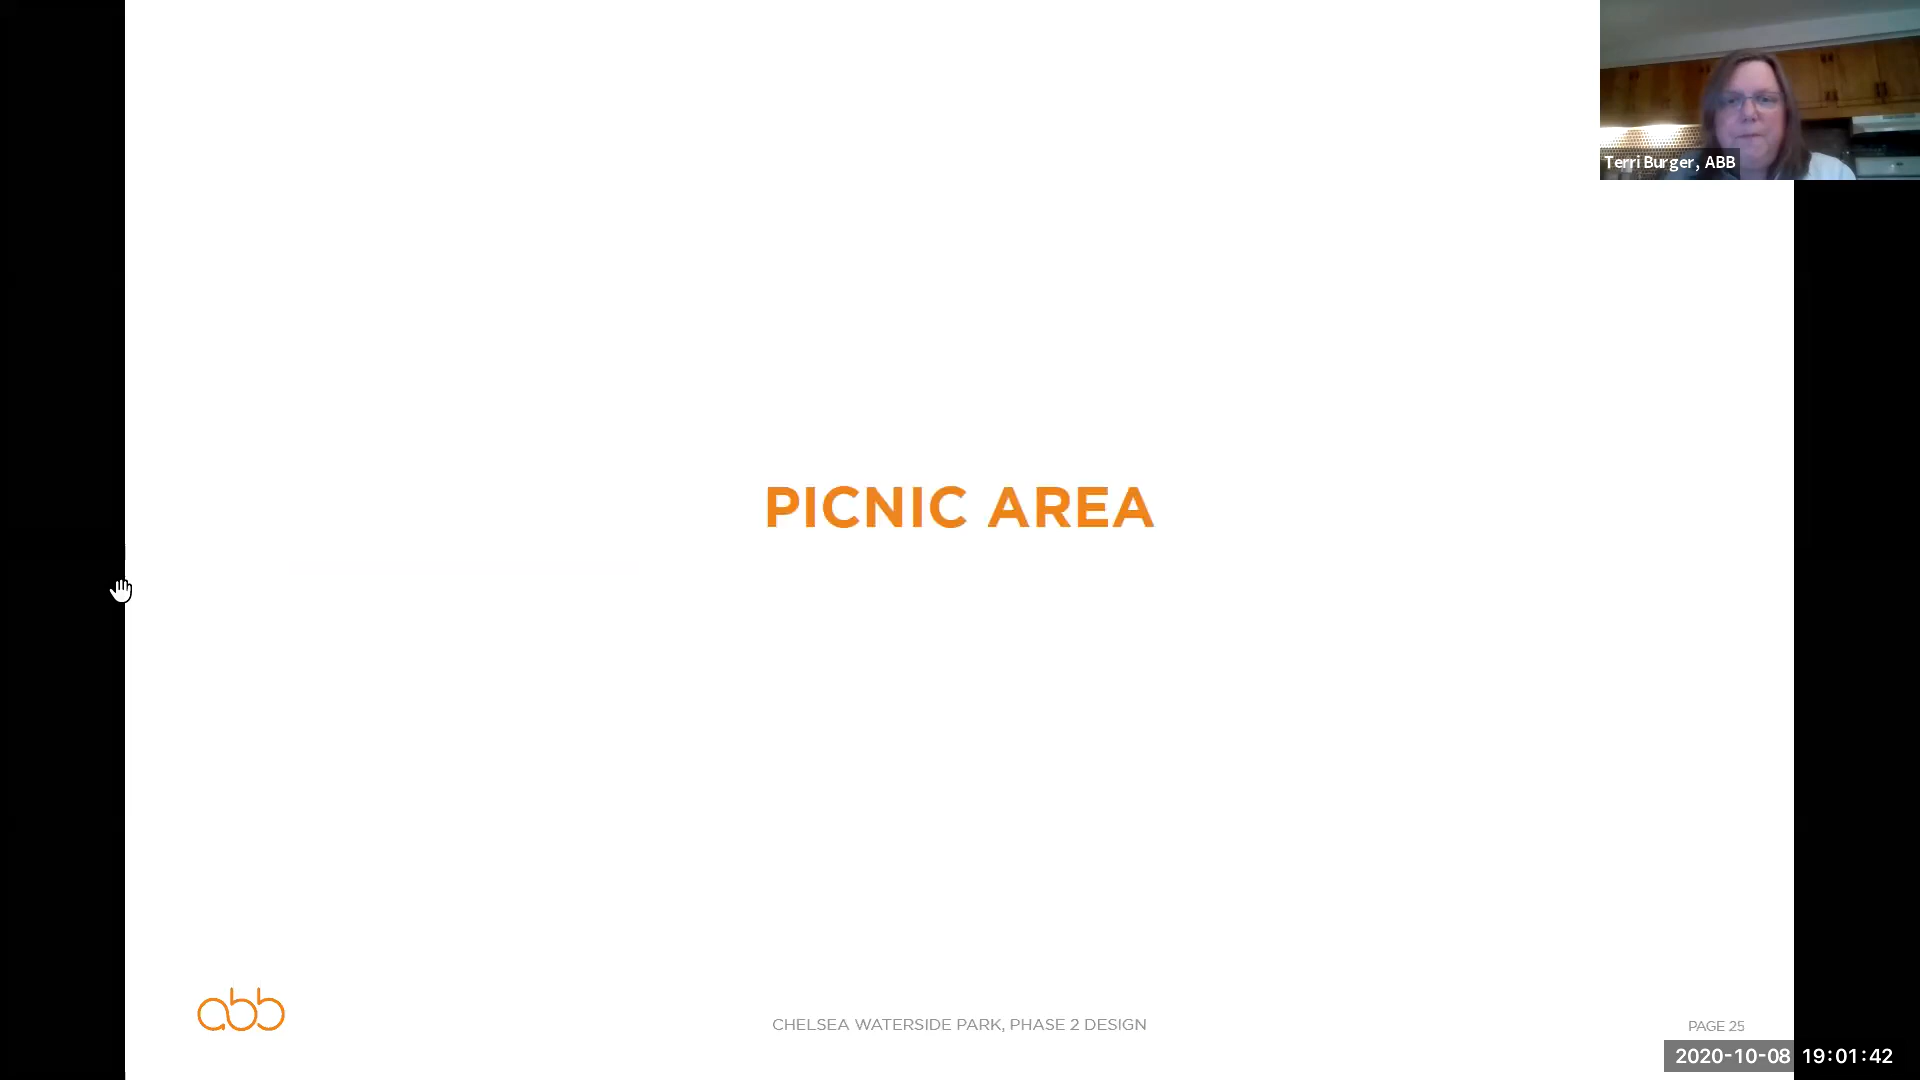 Terri Burger, ABB
PICNIC AREA
abb
CHELSEA WATERSIDE PARK, PHASE 2 DESIGN
PAGE 25
2020-10-08 19:01:42